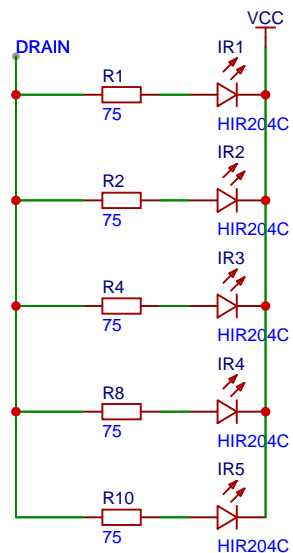 VCC
DRAIN
R1
IR1
75
HIR204C
R2
IR2
75
HIR204C
R4
IR3
75
HIR204C
R8
IR4
75
HIR204C
R10
IR5
75
HIR204C